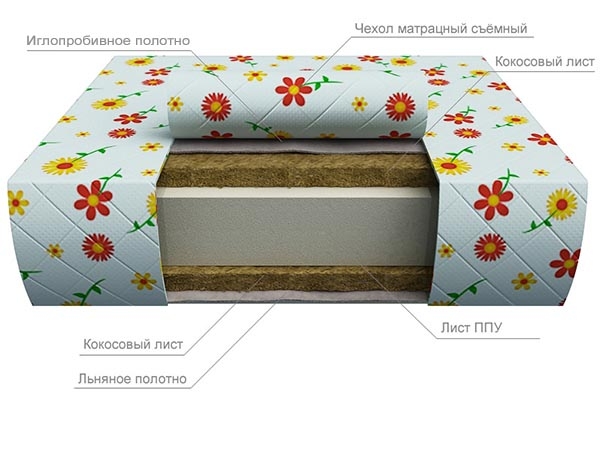 Чехол матрацный съёмный
Иглопробивное полотно
Кокосовый лист
Лист ППУ
Кокосовый лист
Льняное полотно